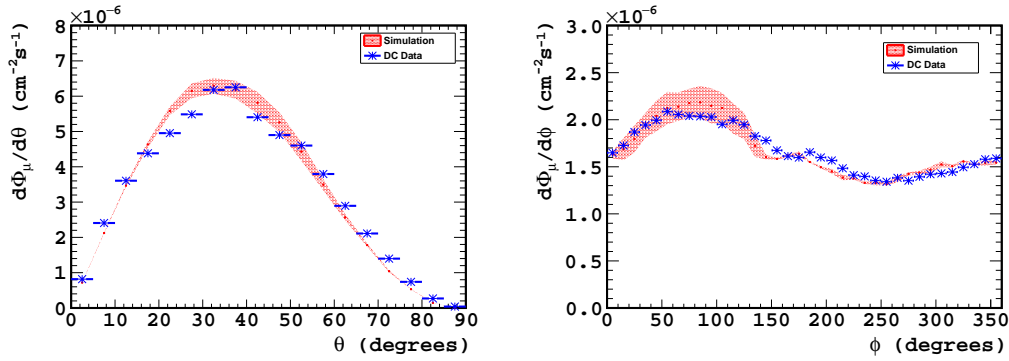 ×10⁻⁶
dΦμ/dθ (cm⁻²s⁻¹)
8
7
6
5
4
3
2
1
0
Simulation
DC Data
0 10 20 30 40 50 60 70 80 90
θ (degrees)
×10⁻⁶
dΦμ/dϕ (cm⁻²s⁻¹)
3.0
2.5
2.0
1.5
1.0
0.5
0.0
Simulation
DC Data
0 50 100 150 200 250 300 350
ϕ (degrees)